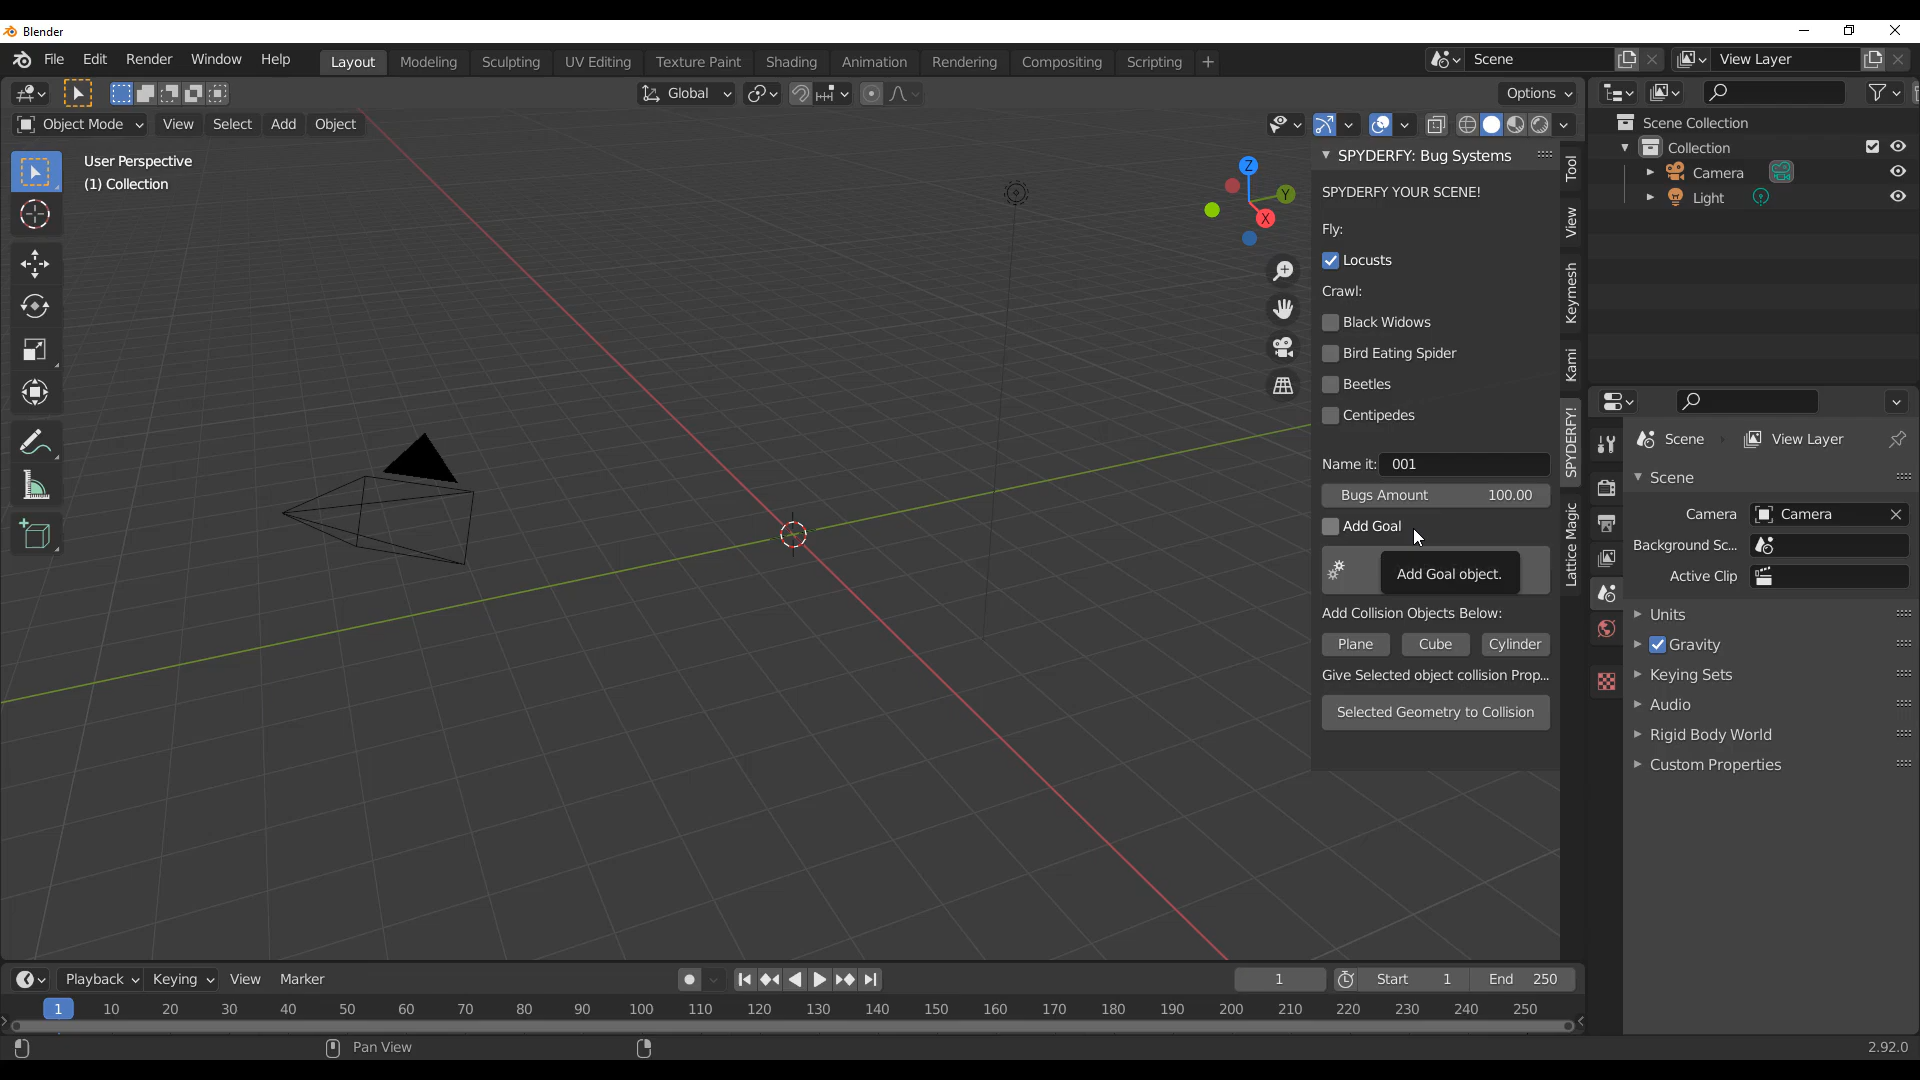 Blender
File Edit Render Window Help Layout Modeling Sculpting UV Editing Texture Paint Shading Animation Rendering Compositing Scripting + Scene View Layer
Global Options
Object Mode View Select Add Object
User Perspective
(1) Collection
Z
Y
X
SPYDERFY: Bug Systems
SPYDERFY YOUR SCENE!
Fly:
Locusts
Crawl:
Black Widows
Bird Eating Spider
Beetles
Centipedes
Name it: 001
Bugs Amount 100.00
Add Goal
Add Goal object.
Add Collision Objects Below:
Plane Cube Cylinder
Give Selected object collision Prop...
Selected Geometry to Collision
Tool
View
Keymesh
Kami
SPYDERFY!
Lattice Magic
Scene Collection
Collection
Camera
Light
Scene View Layer
Scene
Camera Camera
Background Sc...
Active Clip
Units
Gravity
Keying Sets
Audio
Rigid Body World
Custom Properties
Playback Keying View Marker 1 Start 1 End 250
1 10 20 30 40 50 60 70 80 90 100 110 120 130 140 150 160 170 180 190 200 210 220 230 240 250
Pan View 2.92.0